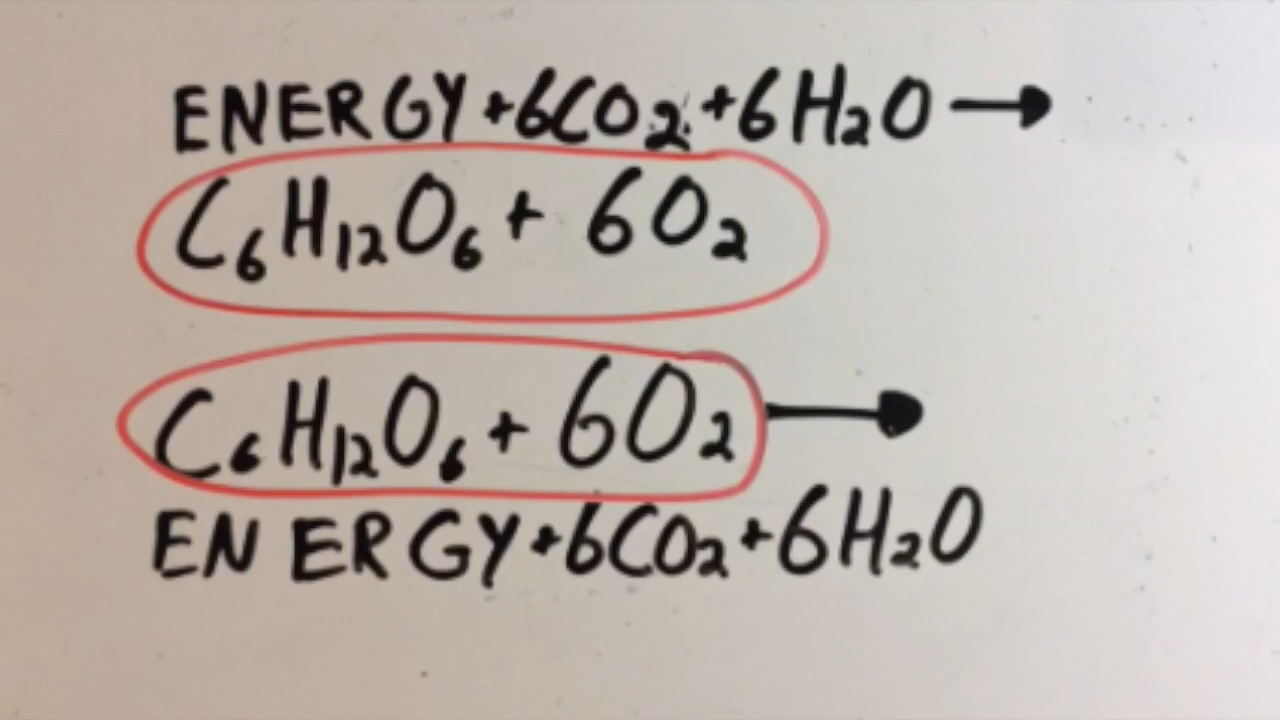 ENERGY+6CO₂+6H₂O→
C₆H₁₂O₆+6O₂
C₆H₁₂O₆+6O₂→
ENERGY+6CO₂+6H₂O